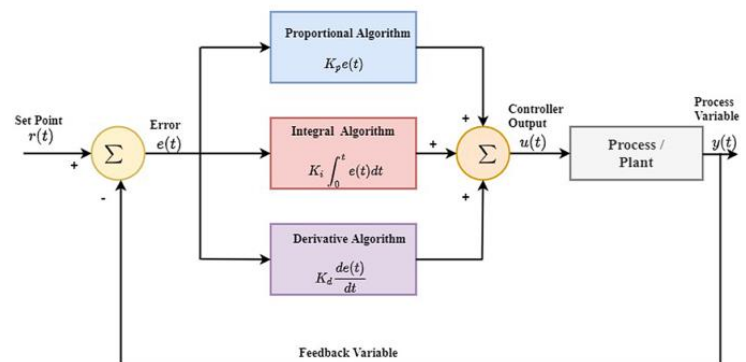 Set Point
r(t)
+
-
Σ
Error
e(t)
Proportional Algorithm
K_p e(t)
Integral Algorithm
K_i ∫_0^t e(t)dt
Derivative Algorithm
K_d de(t)/dt
+
+
+
Σ
Controller
Output
u(t)
Process /
Plant
Process
Variable
y(t)
Feedback Variable